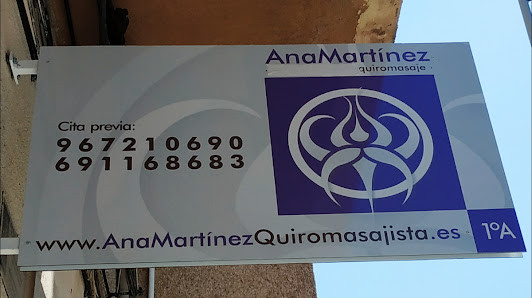 AnaMartínez
quiromasaje
Cita previa:
967210690
691168683
www.AnaMartínezQuiromasajista.es
1ºA